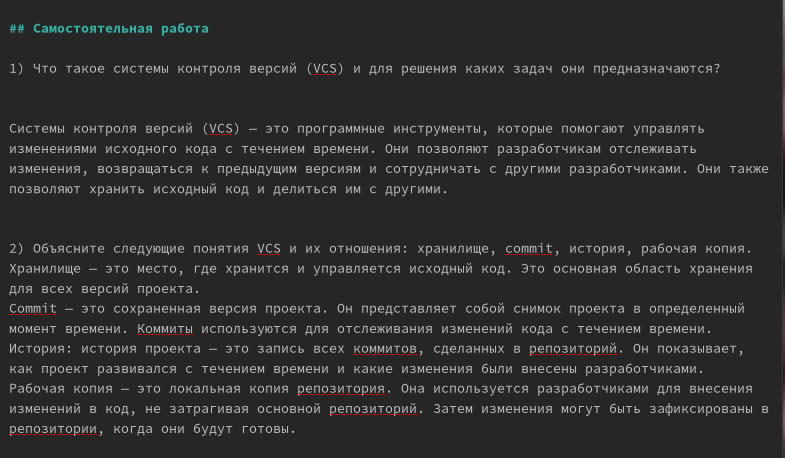 ## Самостоятельная работа
1) Что такое системы контроля версий (VCS) и для решения каких задач они предназначаются?
Системы контроля версий (VCS) — это программные инструменты, которые помогают управлять
изменениями исходного кода с течением времени. Они позволяют разработчикам отслеживать
изменения, возвращаться к предыдущим версиям и сотрудничать с другими разработчиками. Они также
позволяют хранить исходный код и делиться им с другими.
2) Объясните следующие понятия VCS и их отношения: хранилище, commit, история, рабочая копия.
Хранилище — это место, где хранится и управляется исходный код. Это основная область хранения
для всех версий проекта.
Commit — это сохраненная версия проекта. Он представляет собой снимок проекта в определенный
момент времени. Коммиты используются для отслеживания изменений кода с течением времени.
История: история проекта — это запись всех коммитов, сделанных в репозиторий. Он показывает,
как проект развивался с течением времени и какие изменения были внесены разработчиками.
Рабочая копия — это локальная копия репозитория. Она используется разработчиками для внесения
изменений в код, не затрагивая основной репозиторий. Затем изменения могут быть зафиксированы в
репозитории, когда они будут готовы.